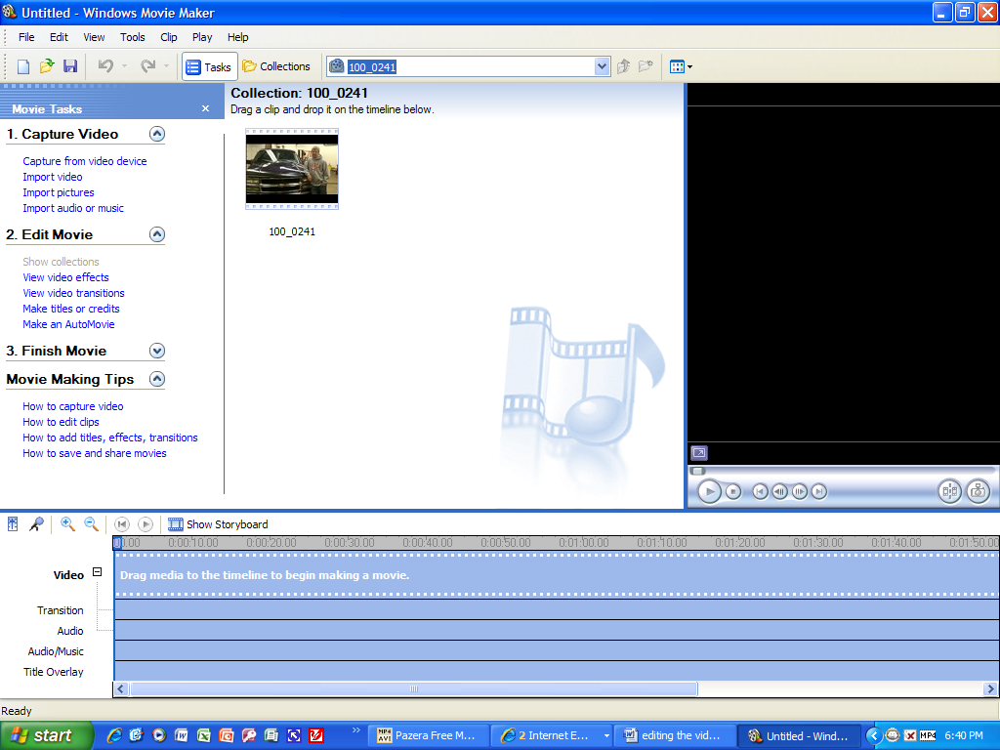 Untitled - Windows Movie Maker
File Edit View Tools Clip Play Help
Tasks Collections 100_0241
Movie Tasks
1. Capture Video
Capture from video device
Import video
Import pictures
Import audio or music
2. Edit Movie
Show collections
View video effects
View video transitions
Make titles or credits
Make an AutoMovie
3. Finish Movie
Movie Making Tips
How to capture video
How to edit clips
How to add titles, effects, transitions
How to save and share movies
Collection: 100_0241
Drag a clip and drop it on the timeline below.
100_0241
Show Storyboard
0:00:10.00 0:00:20.00 0:00:30.00 0:00:40.00 0:00:50.00 0:01:00.00 0:01:10.00 0:01:20.00 0:01:30.00 0:01:40.00 0:01:50.00
Video
Drag media to the timeline to begin making a movie.
Transition
Audio
Audio/Music
Title Overlay
Ready
start Pazera Free M... 2 Internet E... editing the vid... Untitled - Wind... MP4 6:40 PM